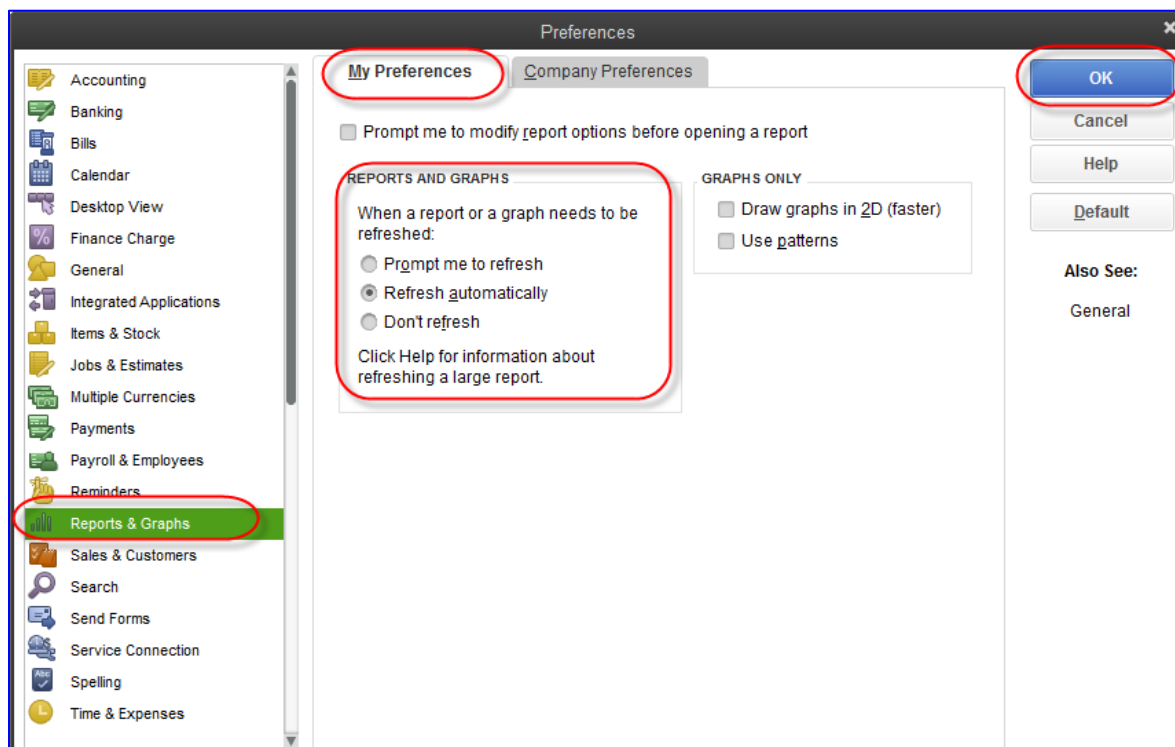 Preferences
Accounting
Banking
Bills
Calendar
Desktop View
Finance Charge
General
Integrated Applications
Items & Stock
Jobs & Estimates
Multiple Currencies
Payments
Payroll & Employees
Reminders
Reports & Graphs
Sales & Customers
Search
Send Forms
Service Connection
Abc
Spelling
Time & Expenses
My Preferences
Company Preferences
Prompt me to modify report options before opening a report
REPORTS AND GRAPHS
When a report or a graph needs to be
refreshed:
Prompt me to refresh
Refresh automatically
Don't refresh
Click Help for information about
refreshing a large report.
GRAPHS ONLY
Draw graphs in 2D (faster)
Use patterns
OK
Cancel
Help
Default
Also See:
General